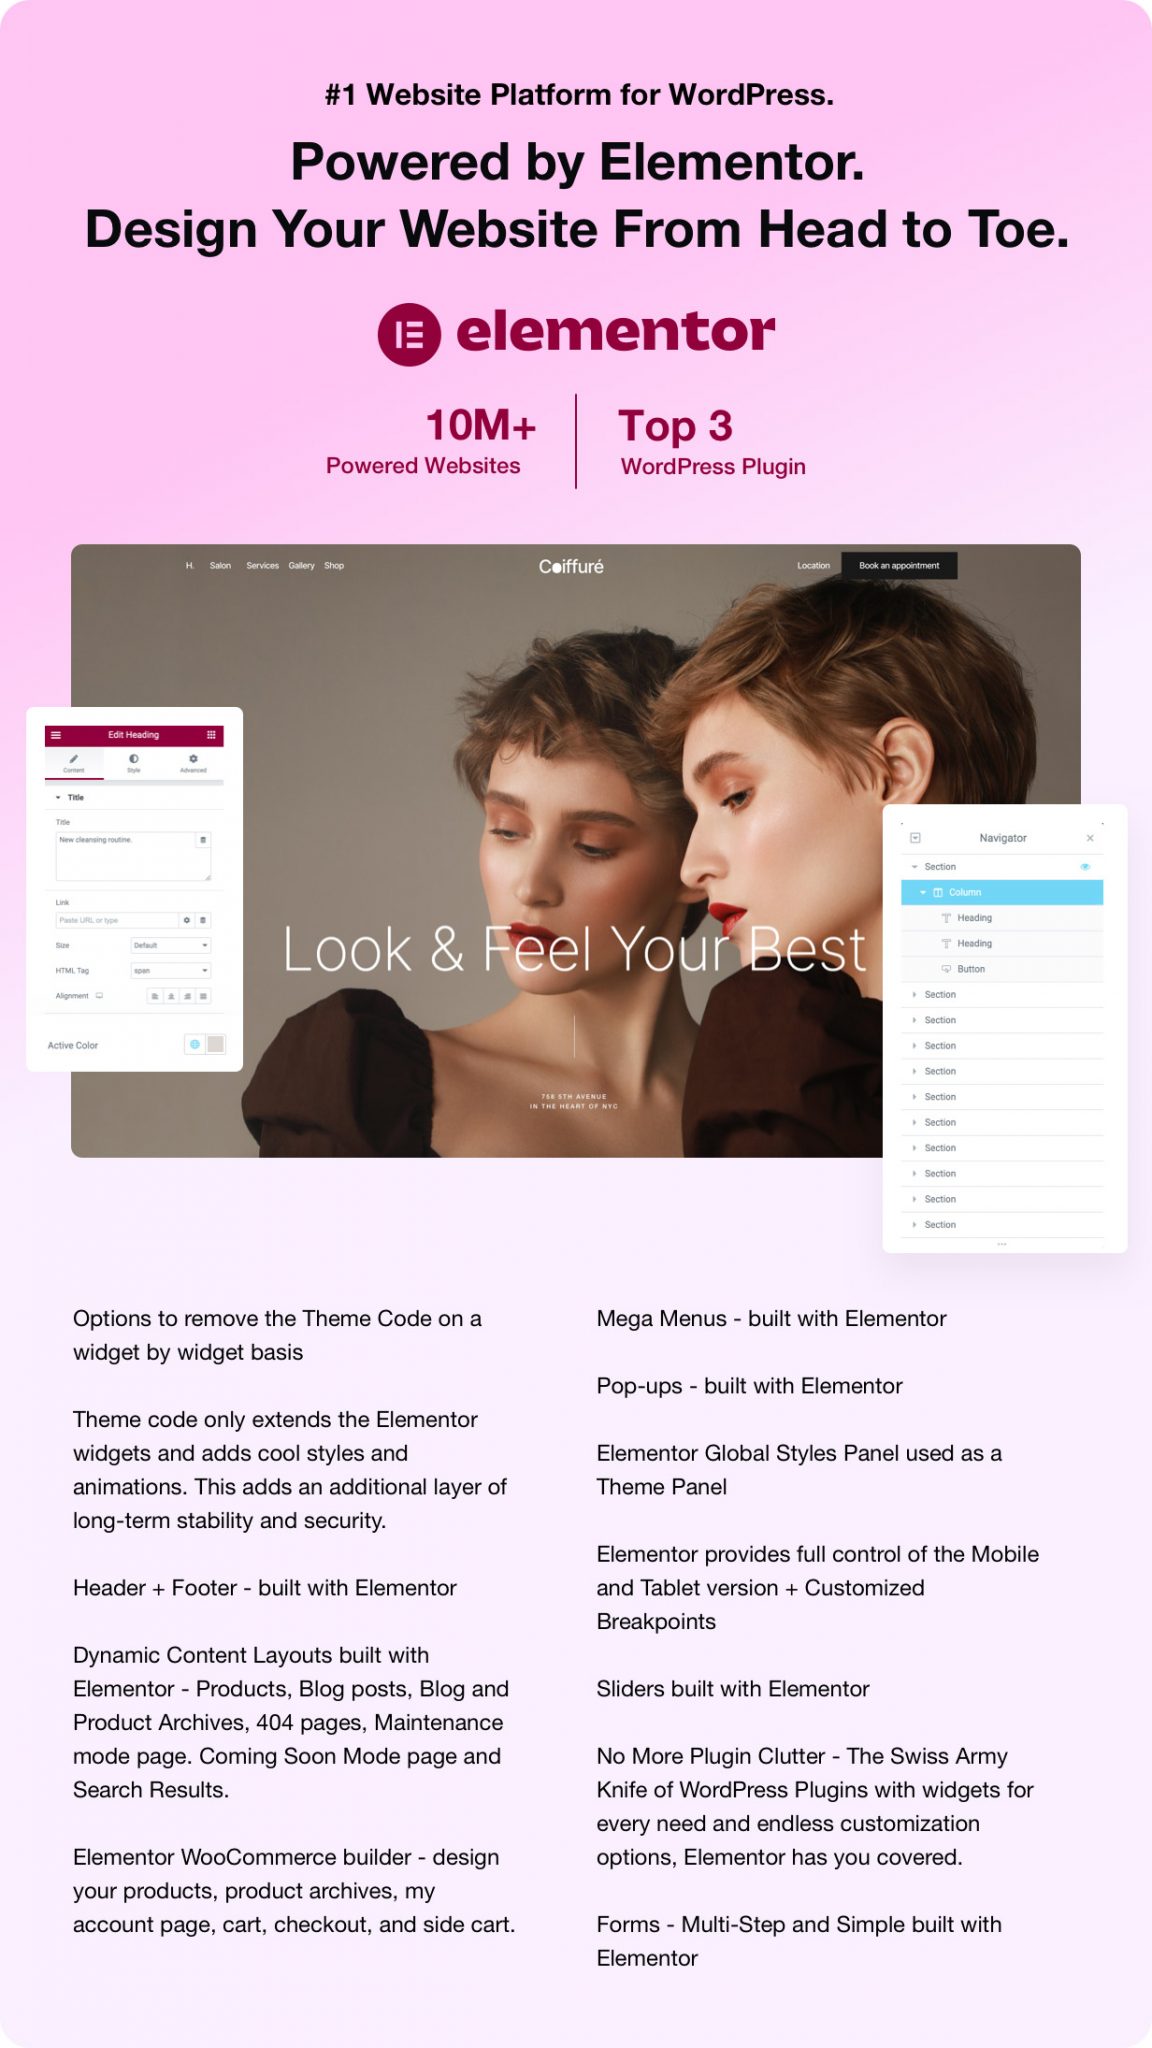 #1 Website Platform for WordPress.
Powered by Elementor.
Design Your Website From Head to Toe.
elementor
10M+
Powered Websites
Top 3
WordPress Plugin
H. Salon Services Gallery Shop
Coiffuré
Location
Book an appointment
Edit Heading
Content Style Advanced
Title
Title
New cleansing routine.
Link
Paste URL or type
Size Default
HTML Tag span
Alignment
Active Color
Look & Feel Your Best
756 5TH AVENUE
IN THE HEART OF NYC
Navigator
Section
Column
Heading
Heading
Button
Section
Section
Section
Section
Section
Section
Section
Section
Section
Section
Options to remove the Theme Code on a
widget by widget basis
Theme code only extends the Elementor
widgets and adds cool styles and
animations. This adds an additional layer of
long-term stability and security.
Header + Footer - built with Elementor
Dynamic Content Layouts built with
Elementor - Products, Blog posts, Blog and
Product Archives, 404 pages, Maintenance
mode page. Coming Soon Mode page and
Search Results.
Elementor WooCommerce builder - design
your products, product archives, my
account page, cart, checkout, and side cart.
Mega Menus - built with Elementor
Pop-ups - built with Elementor
Elementor Global Styles Panel used as a
Theme Panel
Elementor provides full control of the Mobile
and Tablet version + Customized
Breakpoints
Sliders built with Elementor
No More Plugin Clutter - The Swiss Army
Knife of WordPress Plugins with widgets for
every need and endless customization
options, Elementor has you covered.
Forms - Multi-Step and Simple built with
Elementor